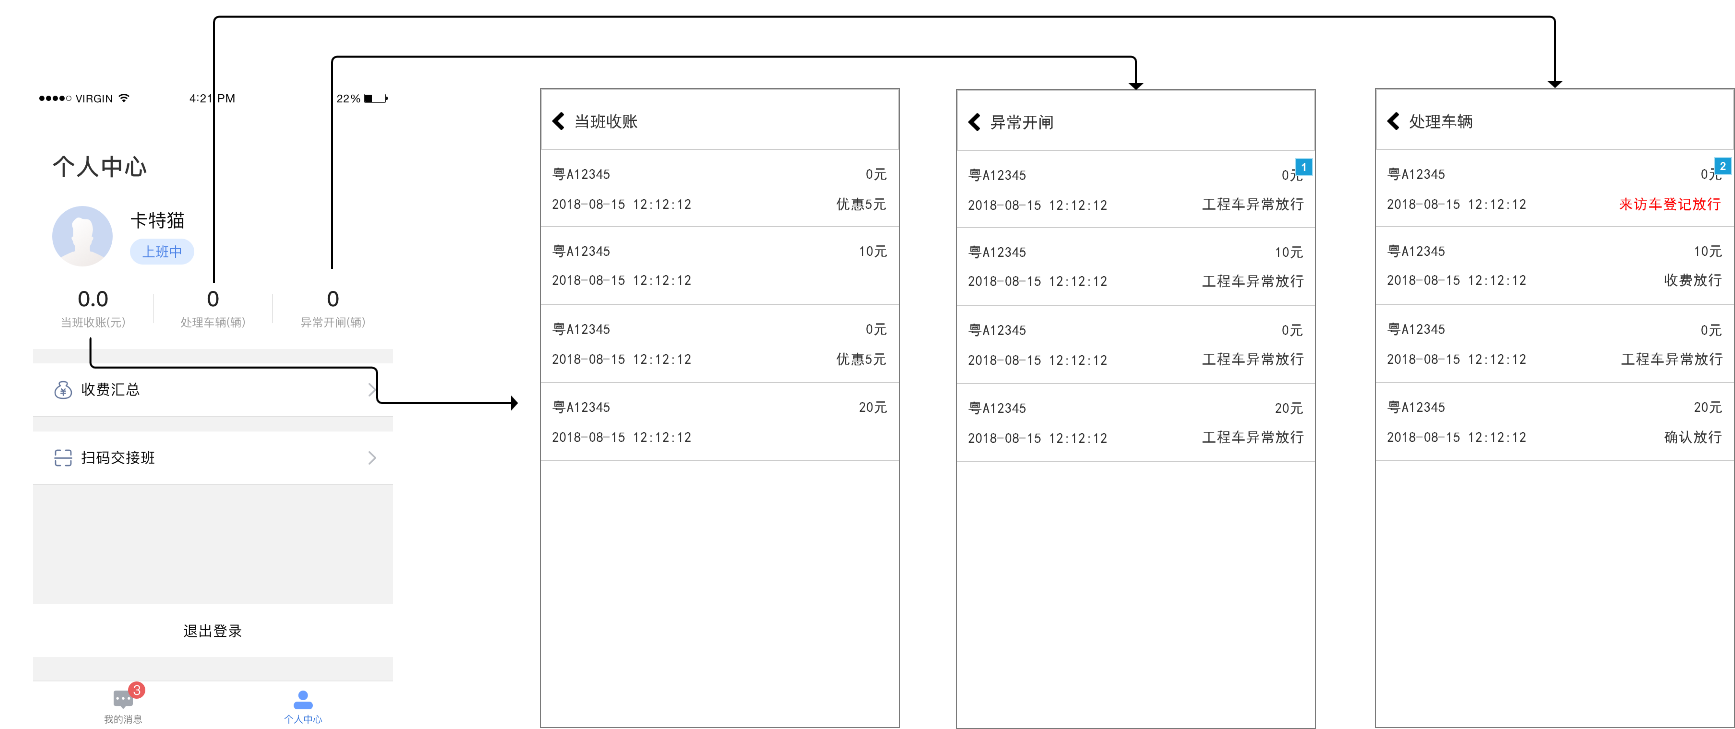 VIRGIN
4:21 PM
22%
个人中心
卡特猫
上班中
0.0
当班收账(元)
0
处理车辆(辆)
0
异常开闸(辆)
收费汇总
扫码交接班
退出登录
3
我的消息
个人中心
当班收账
粤A12345
0元
2018-08-15 12:12:12
优惠5元
粤A12345
10元
2018-08-15 12:12:12
粤A12345
0元
2018-08-15 12:12:12
优惠5元
粤A12345
20元
2018-08-15 12:12:12
异常开闸
1
粤A12345
0元
2018-08-15 12:12:12
工程车异常放行
粤A12345
10元
2018-08-15 12:12:12
工程车异常放行
粤A12345
0元
2018-08-15 12:12:12
工程车异常放行
粤A12345
20元
2018-08-15 12:12:12
工程车异常放行
处理车辆
2
粤A12345
0元
2018-08-15 12:12:12
来访车登记放行
粤A12345
10元
2018-08-15 12:12:12
收费放行
粤A12345
0元
2018-08-15 12:12:12
工程车异常放行
粤A12345
20元
2018-08-15 12:12:12
确认放行